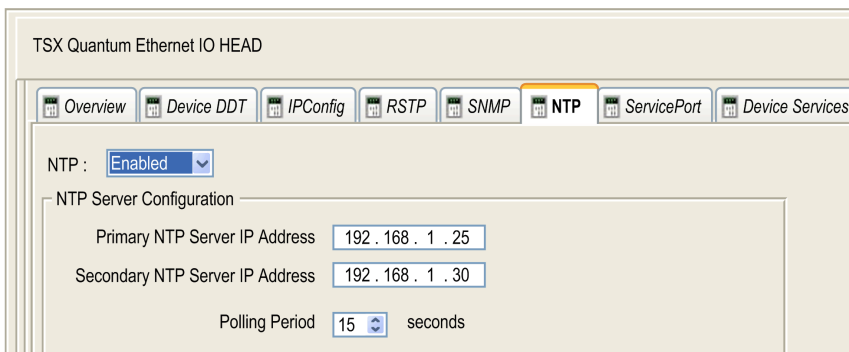 TSX Quantum Ethernet IO HEAD
Overview Device DDT IPConfig RSTP SNMP NTP ServicePort Device Services
NTP : Enabled
NTP Server Configuration
Primary NTP Server IP Address 192 . 168 . 1 . 25
Secondary NTP Server IP Address 192 . 168 . 1 . 30
Polling Period 15 seconds